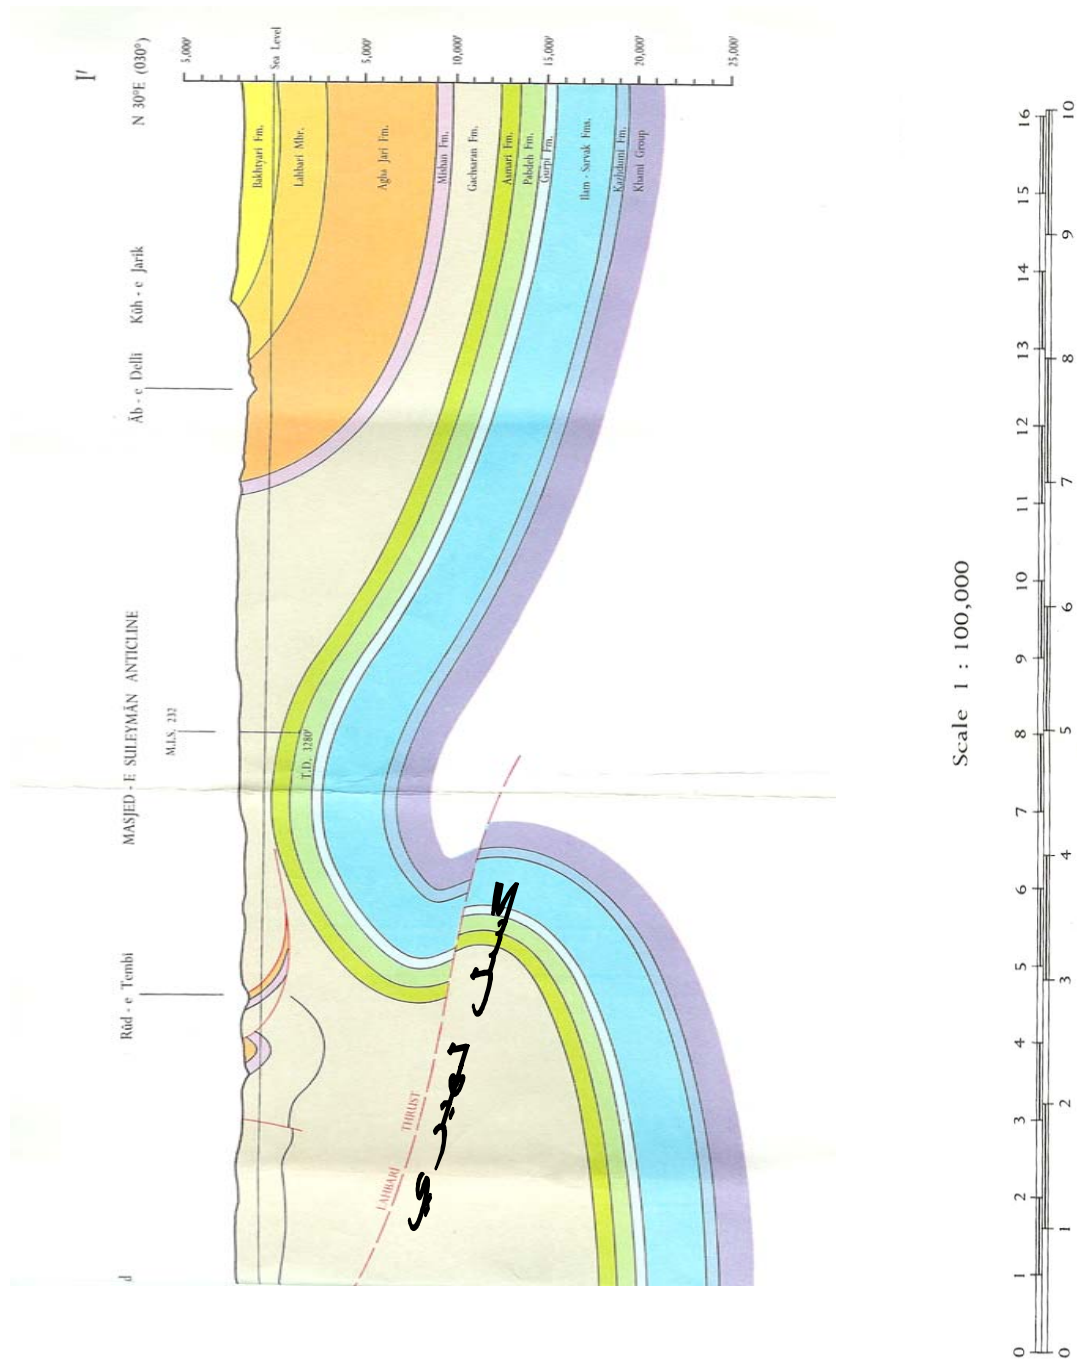 I'
N 30°E (030°)
5,000'
Sea Level
5,000'
10,000'
15,000'
20,000'
25,000'
Bakhtyari Fm.
Lahbari Mbr.
Agha Jari Fm.
Mishan Fm.
Gachsaran Fm.
Asmari Fm.
Pabdeh Fm.
Gurpi Fm.
Ilam - Sarvak Fms.
Kazhdumi Fm.
Khami Group
Kūh - e Jarik
Āb - e Delli
MASJED - E SULEYMĀN ANTICLINE
M.I.S. 232
T.D. 3280'
Rūd - e Tembi
LAHBARI THRUST
d
Scale 1 : 100,000
0 1 2 3 4 5 6 7 8 9 10 11 12 13 14 15 16
0 1 2 3 4 5 6 7 8 9 10